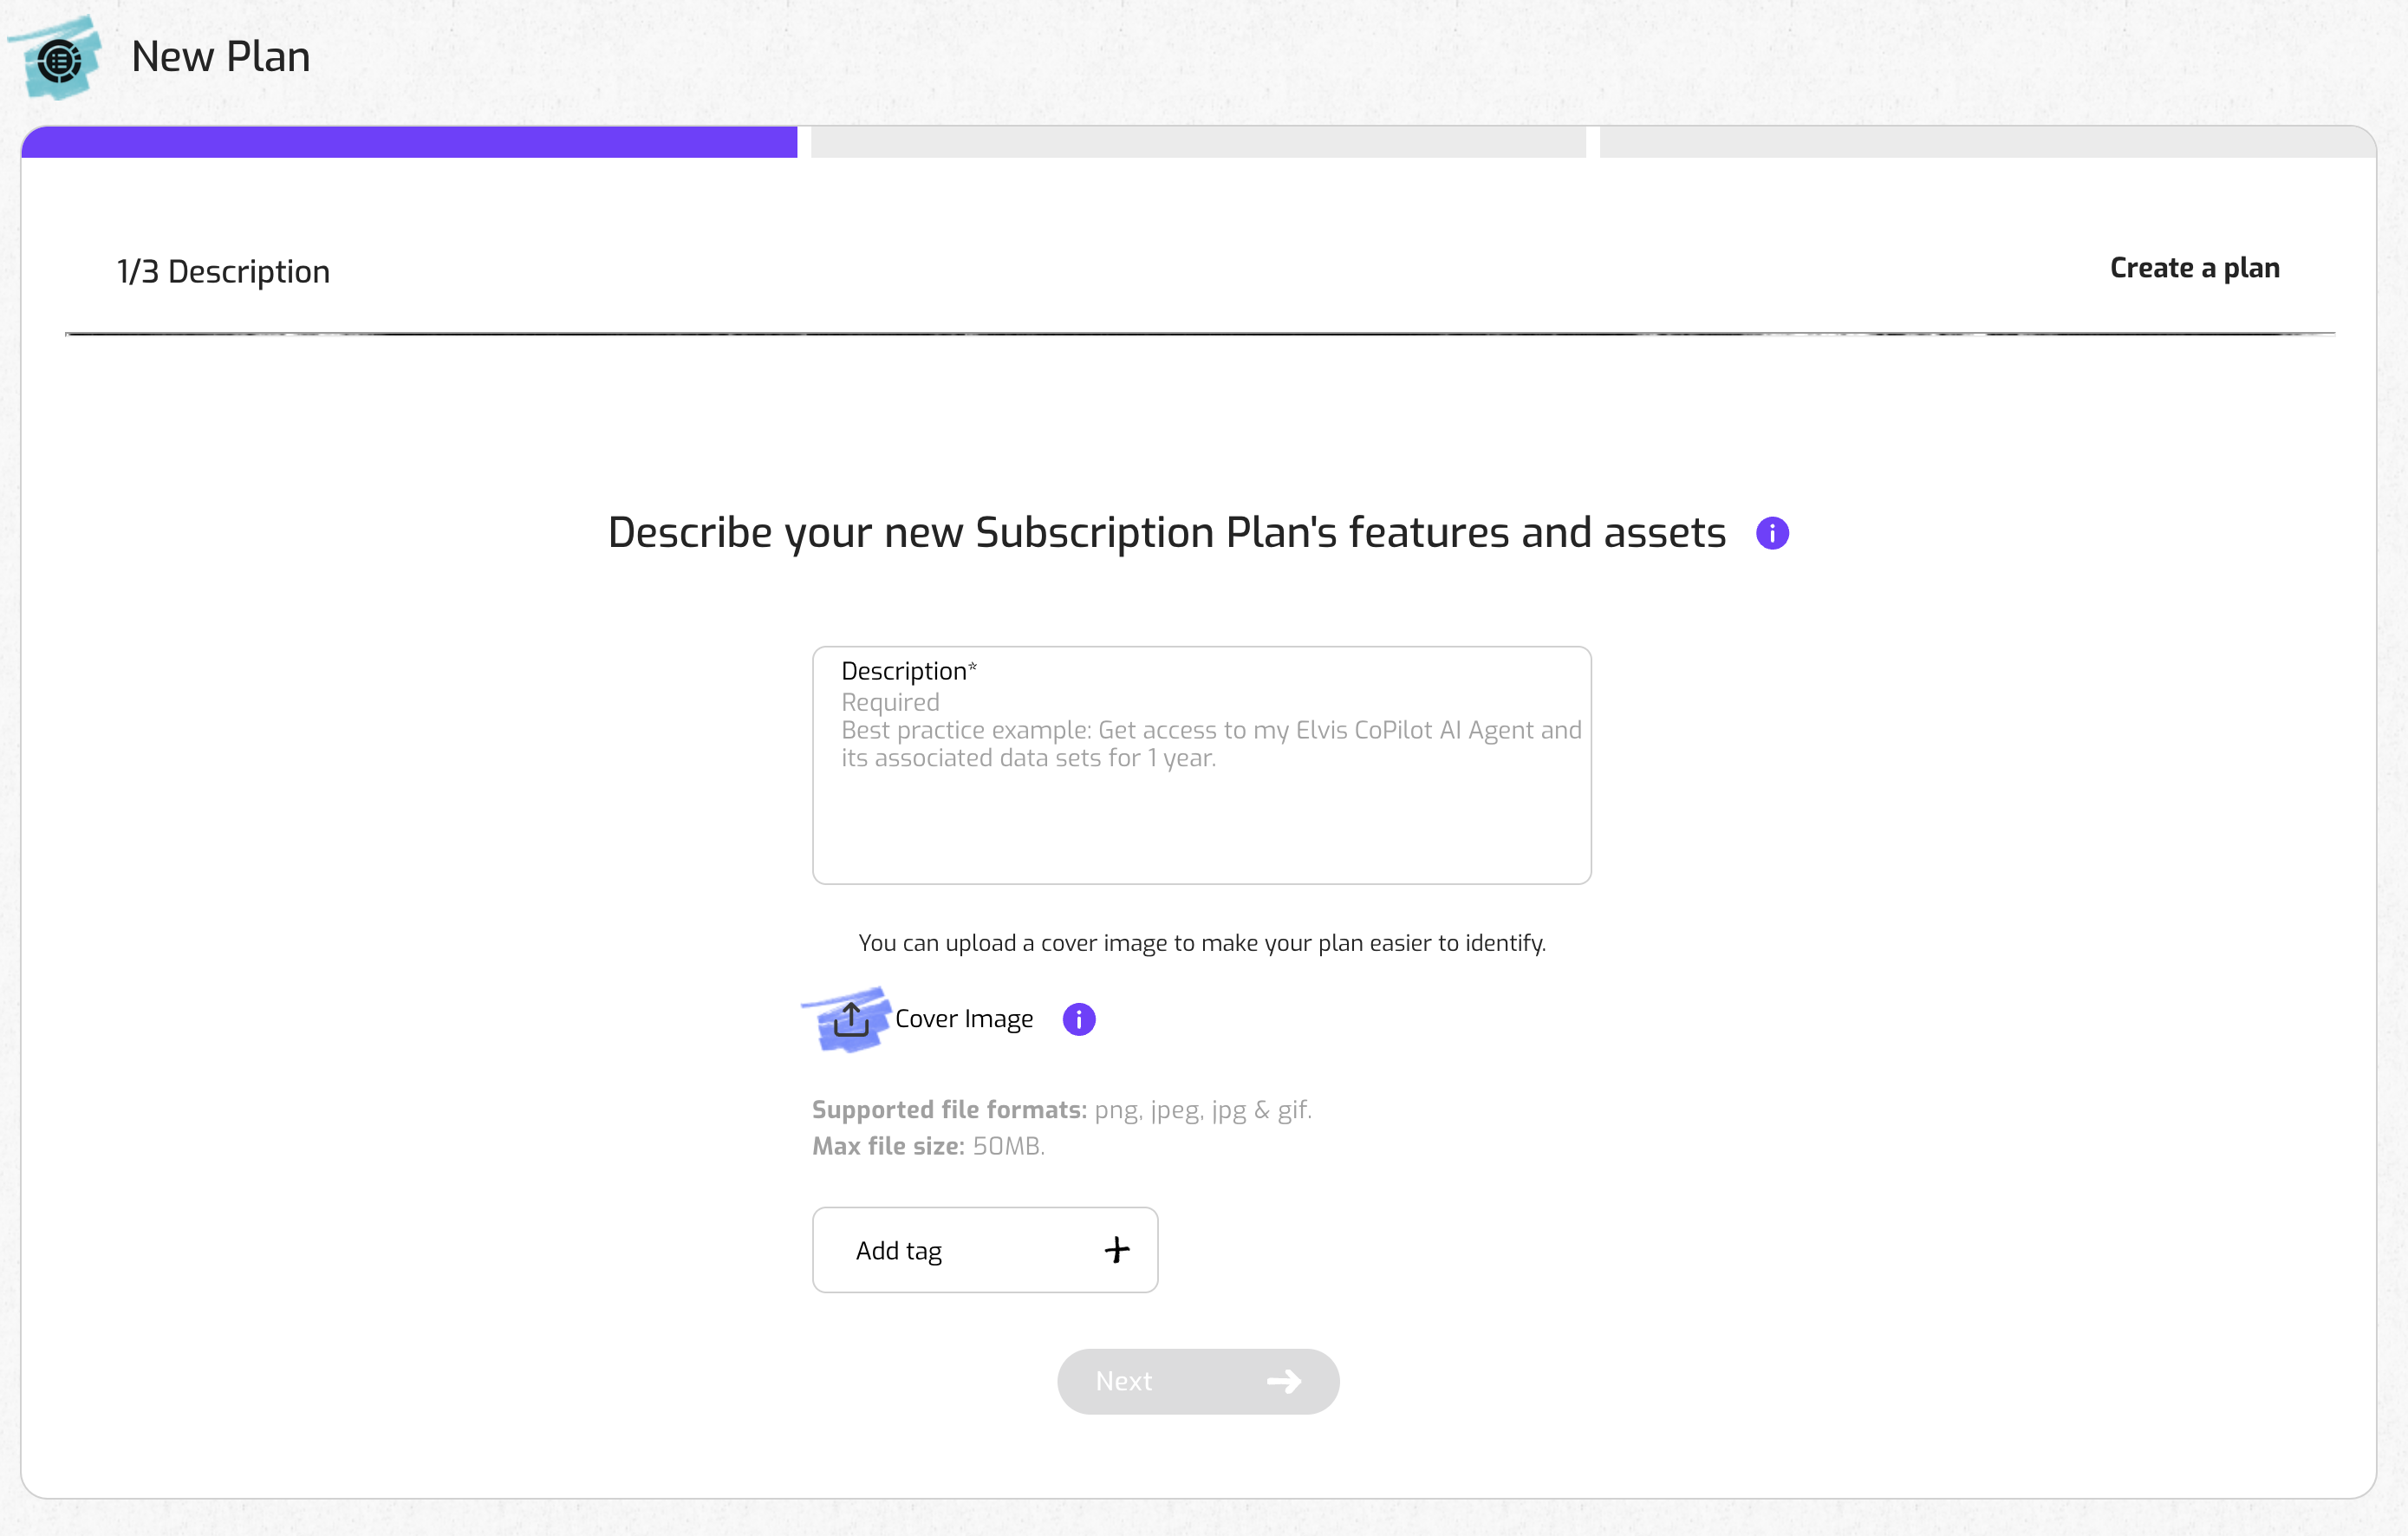 New Plan
1/3 Description
Create a plan
Describe your new Subscription Plan's features and assets
Description*
Required
Best practice example: Get access to my Elvis CoPilot AI Agent and
its associated data sets for 1 year.
You can upload a cover image to make your plan easier to identify.
Cover Image
Supported file formats: png, jpeg, jpg & gif.
Max file size: 50MB.
Add tag
Next